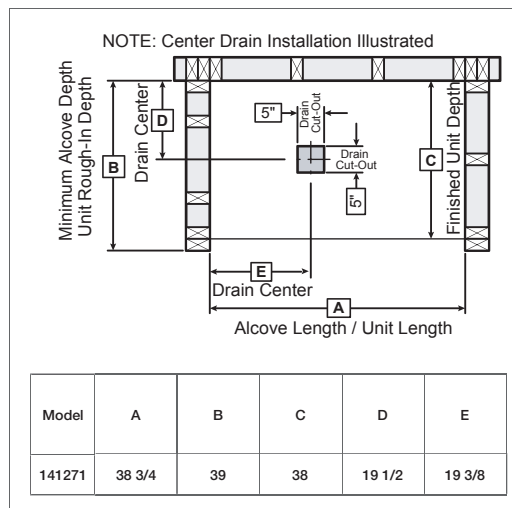 NOTE: Center Drain Installation Illustrated
Minimum Alcove Depth
Unit Rough-In Depth
B
Drain Center
D
5"
Drain
Cut-Out
Drain
Cut-Out
5"
C
Finished Unit Depth
E
Drain Center
A
Alcove Length / Unit Length
Model A B C D E
141271 38 3/4 39 38 19 1/2 19 3/8